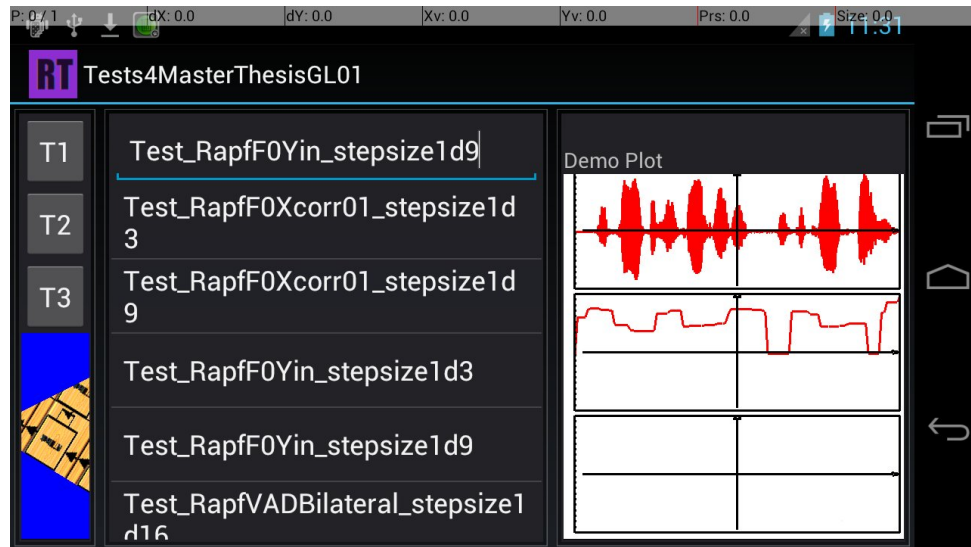 P: 0 / 1 dX: 0.0 dY: 0.0 Xv: 0.0 Yv: 0.0 Prs: 0.0 Size: 0.0
11:31
RT Tests4MasterThesisGL01
T1
T2
T3
Test_RapfF0Yin_stepsize1d9
Test_RapfF0Xcorr01_stepsize1d
3
Test_RapfF0Xcorr01_stepsize1d
9
Test_RapfF0Yin_stepsize1d3
Test_RapfF0Yin_stepsize1d9
Test_RapfVADBilateral_stepsize1
d16
Demo Plot